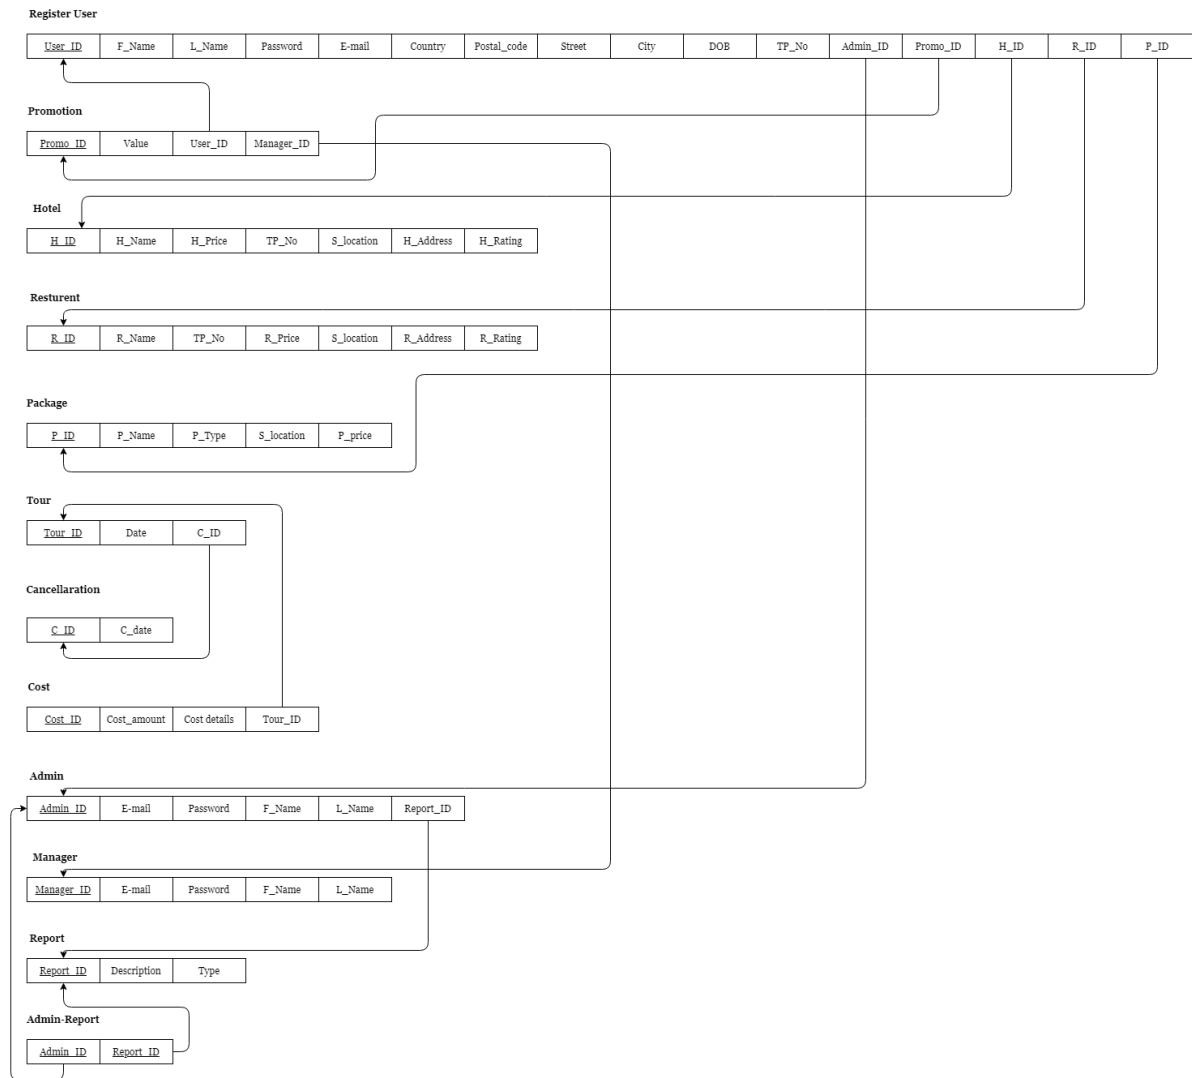 Register User
User_ID F_Name L_Name Password E-mail Country Postal_code Street City DOB TP_No Admin_ID Promo_ID H_ID R_ID P_ID
Promotion
Promo_ID Value User_ID Manager_ID
Hotel
H_ID H_Name H_Price TP_No S_location H_Address H_Rating
Resturent
R_ID R_Name TP_No R_Price S_location R_Address R_Rating
Package
P_ID P_Name P_Type S_location P_price
Tour
Tour_ID Date C_ID
Cancellaration
C_ID C_date
Cost
Cost_ID Cost_amount Cost details Tour_ID
Admin
Admin_ID E-mail Password F_Name L_Name Report_ID
Manager
Manager_ID E-mail Password F_Name L_Name
Report
Report_ID Description Type
Admin-Report
Admin_ID Report_ID